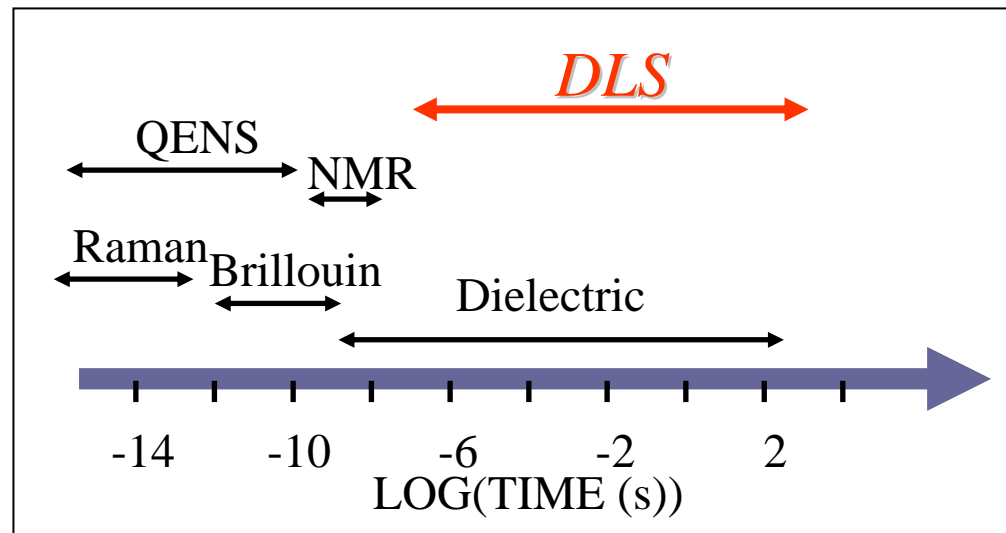 DLS
QENS
NMR
Raman
Brillouin
Dielectric
-14 -10 -6 -2 2
LOG(TIME (s))